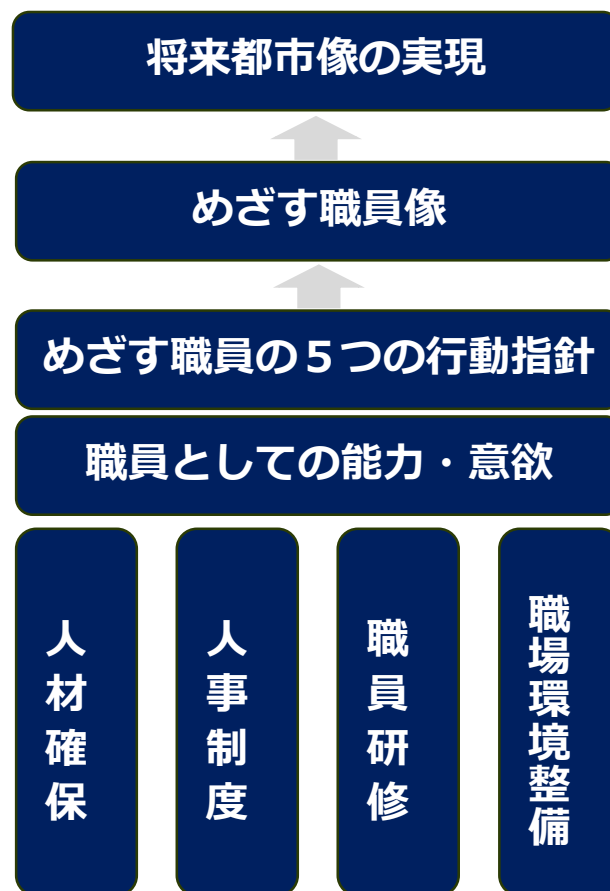 将来都市像の実現
めざす職員像
めざす職員の５つの行動指針
職員としての能力・意欲
人材確保
人事制度
職員研修
職場環境整備